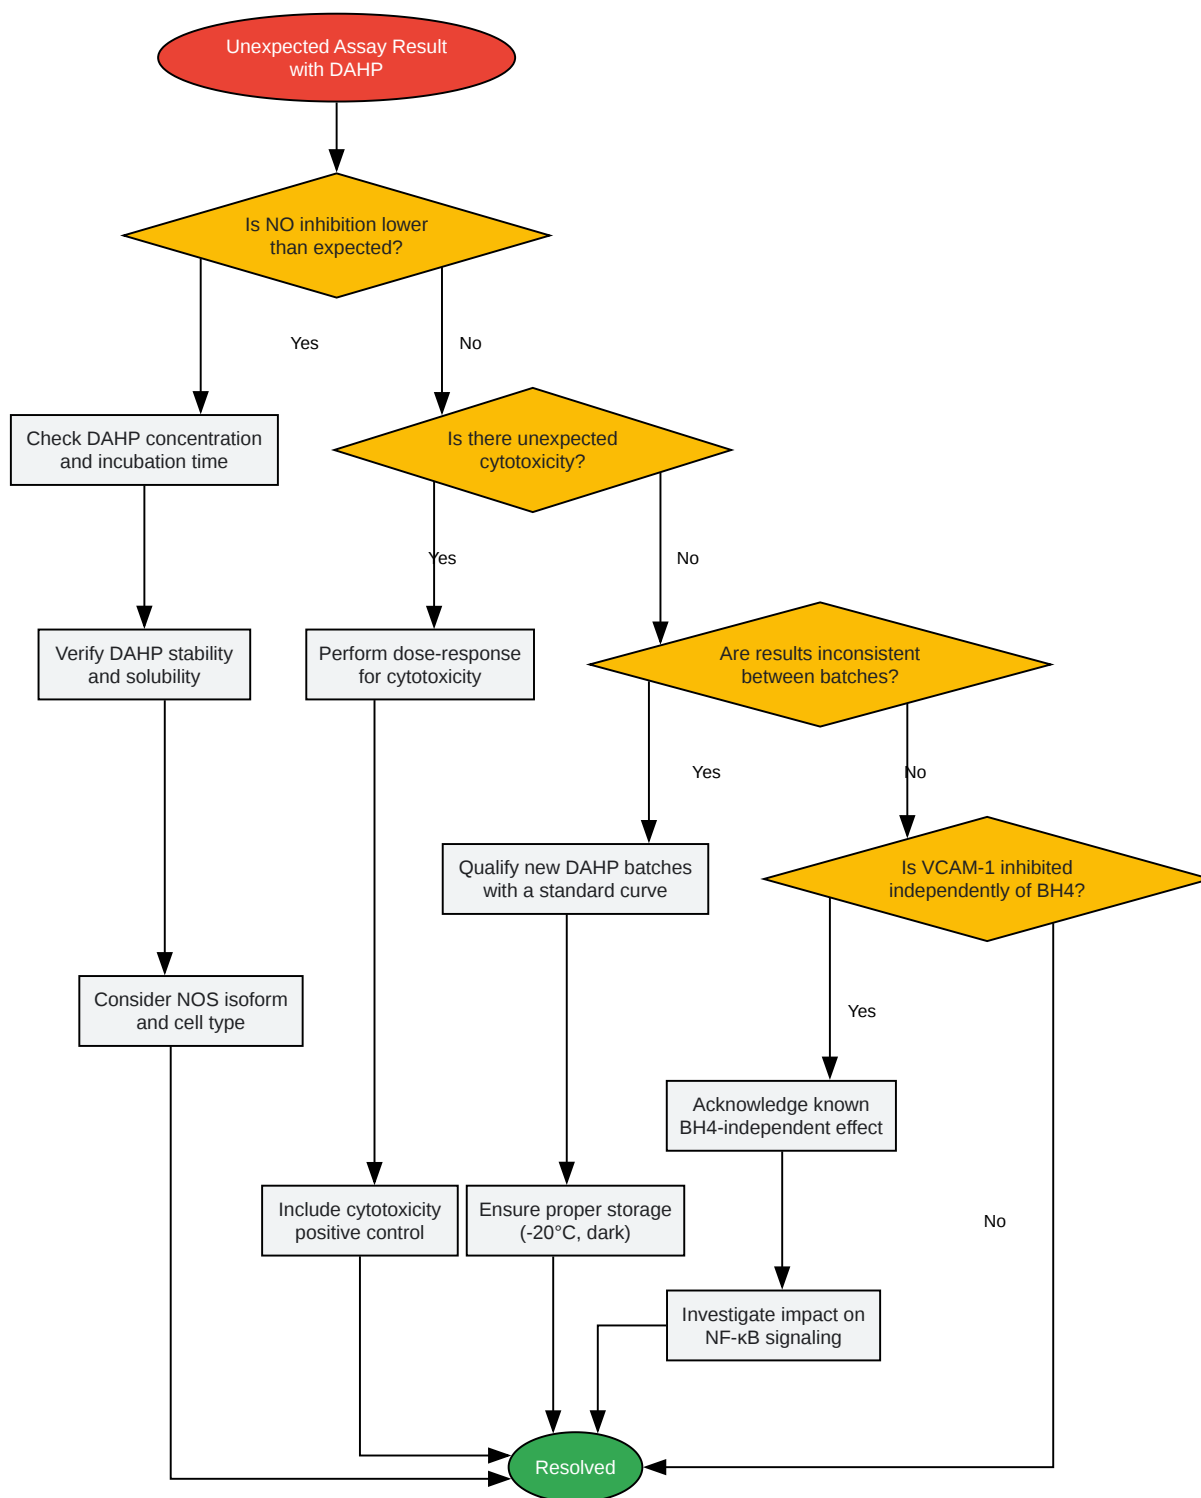 Unexpected Assay Result
with DAHP
Is NO inhibition lower
than expected?
Yes
No
Check DAHP concentration
and incubation time
Is there unexpected
cytotoxicity?
Yes
No
Verify DAHP stability
and solubility
Perform dose-response
for cytotoxicity
Are results inconsistent
between batches?
Yes
No
Qualify new DAHP batches
with a standard curve
Is VCAM-1 inhibited
independently of BH4?
Consider NOS isoform
and cell type
Yes
Acknowledge known
BH4-independent effect
Include cytotoxicity
positive control
Ensure proper storage
(-20°C, dark)
No
Investigate impact on
NF-κB signaling
Resolved